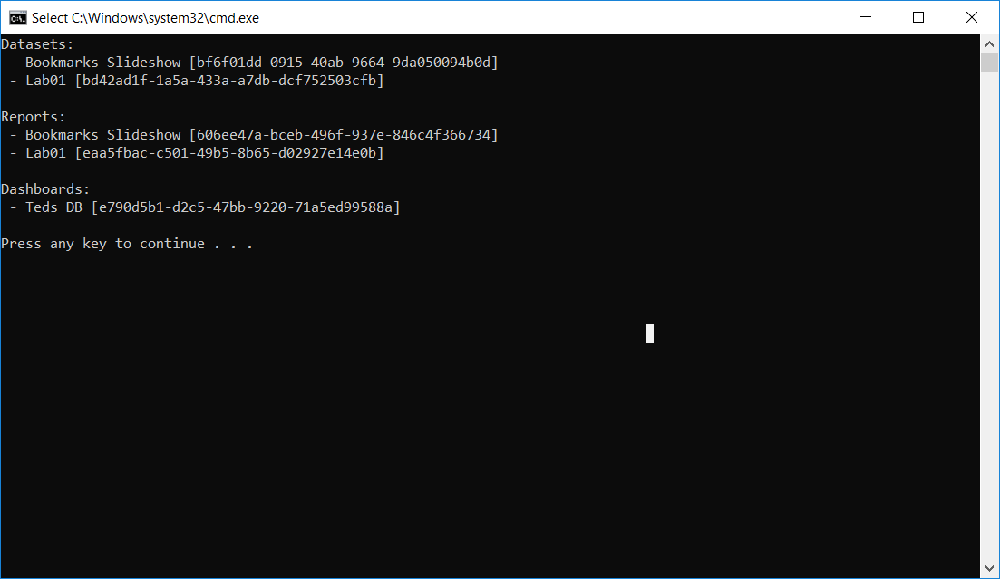 Select C:\Windows\system32\cmd.exe
Datasets:
- Bookmarks Slideshow [bf6f01dd-0915-40ab-9664-9da050094b0d]
- Lab01 [bd42ad1f-1a5a-433a-a7db-dcf752503cfb]
Reports:
- Bookmarks Slideshow [606ee47a-bceb-496f-937e-846c4f366734]
- Lab01 [eaa5fbac-c501-49b5-8b65-d02927e14e0b]
Dashboards:
- Teds DB [e790d5b1-d2c5-47bb-9220-71a5ed99588a]
Press any key to continue . . .